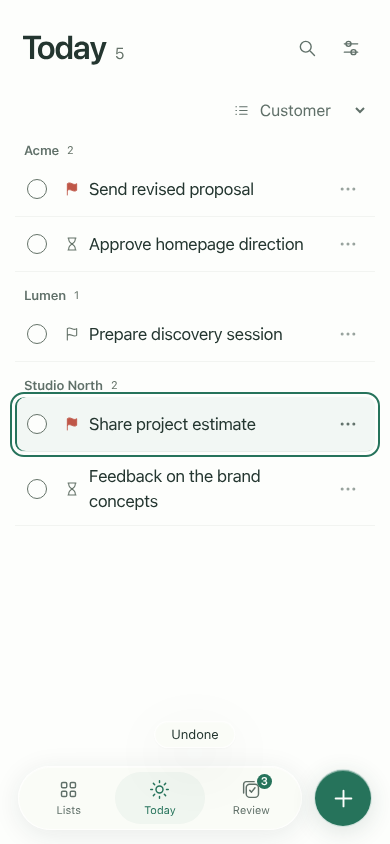 Today 5
Customer
Acme 2
Send revised proposal
Approve homepage direction
Lumen 1
Prepare discovery session
Studio North 2
Share project estimate
Feedback on the brand
concepts
Undone
3
Lists
Today
Review